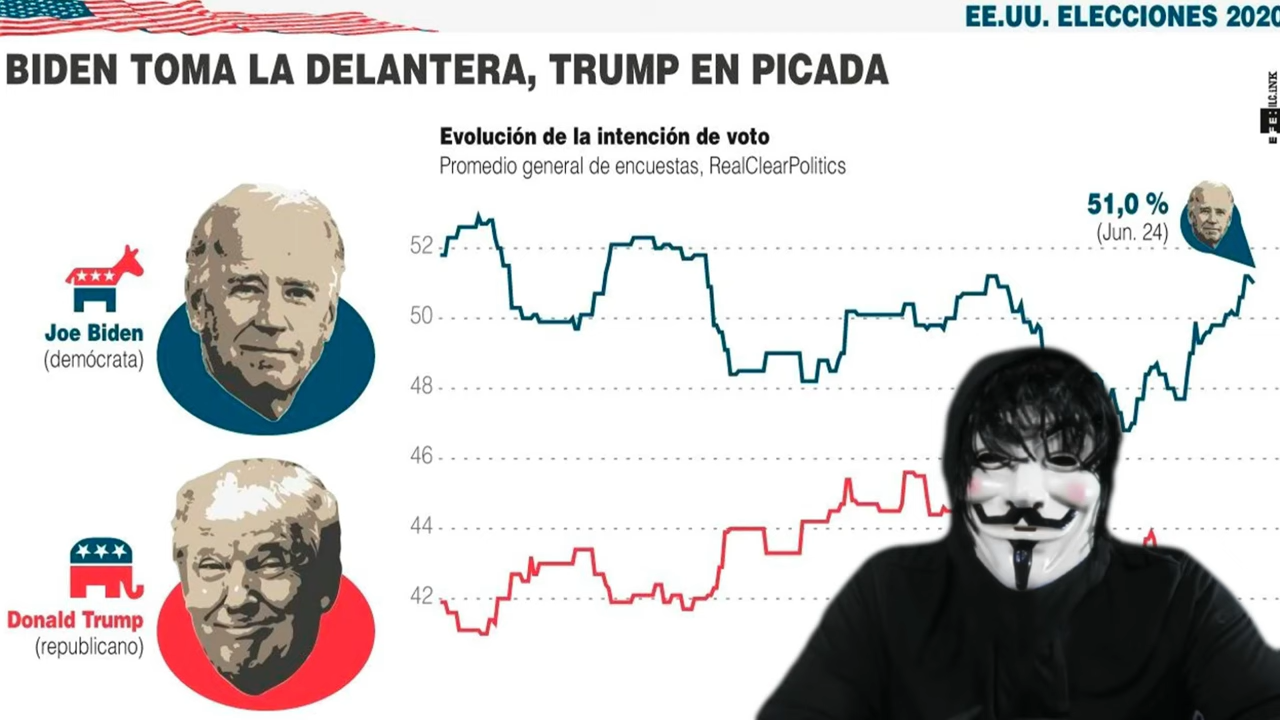 EE.UU. ELECCIONES 2020
BIDEN TOMA LA DELANTERA, TRUMP EN PICADA
EFE:
Evolución de la intención de voto
Promedio general de encuestas, RealClearPolitics
51,0 %
(Jun. 24)
52
50
48
46
44
42
Joe Biden
(demócrata)
Donald Trump
(republicano)